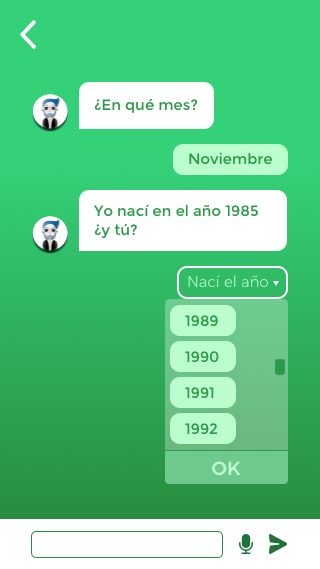 ¿En qué mes?
Noviembre
Yo nací en el año 1985
¿y tú?
Nací el año
1989
1990
1991
1992
OK